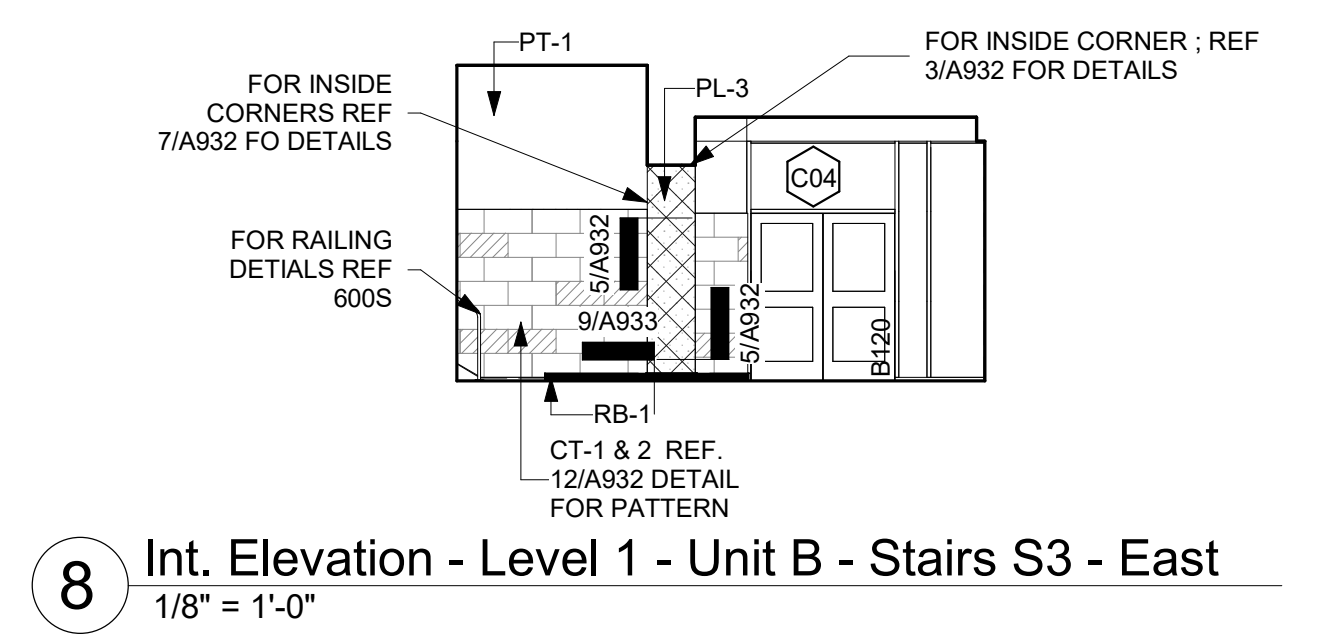 PT-1
FOR INSIDE CORNER ; REF
3/A932 FOR DETAILS
FOR INSIDE
CORNERS REF
7/A932 FO DETAILS
PL-3
C04
FOR RAILING
DETIALS REF
600S
5/A932
9/A933
5/A932
B120
RB-1
CT-1 & 2 REF.
12/A932 DETAIL
FOR PATTERN
8
Int. Elevation - Level 1 - Unit B - Stairs S3 - East
1/8" = 1'-0"